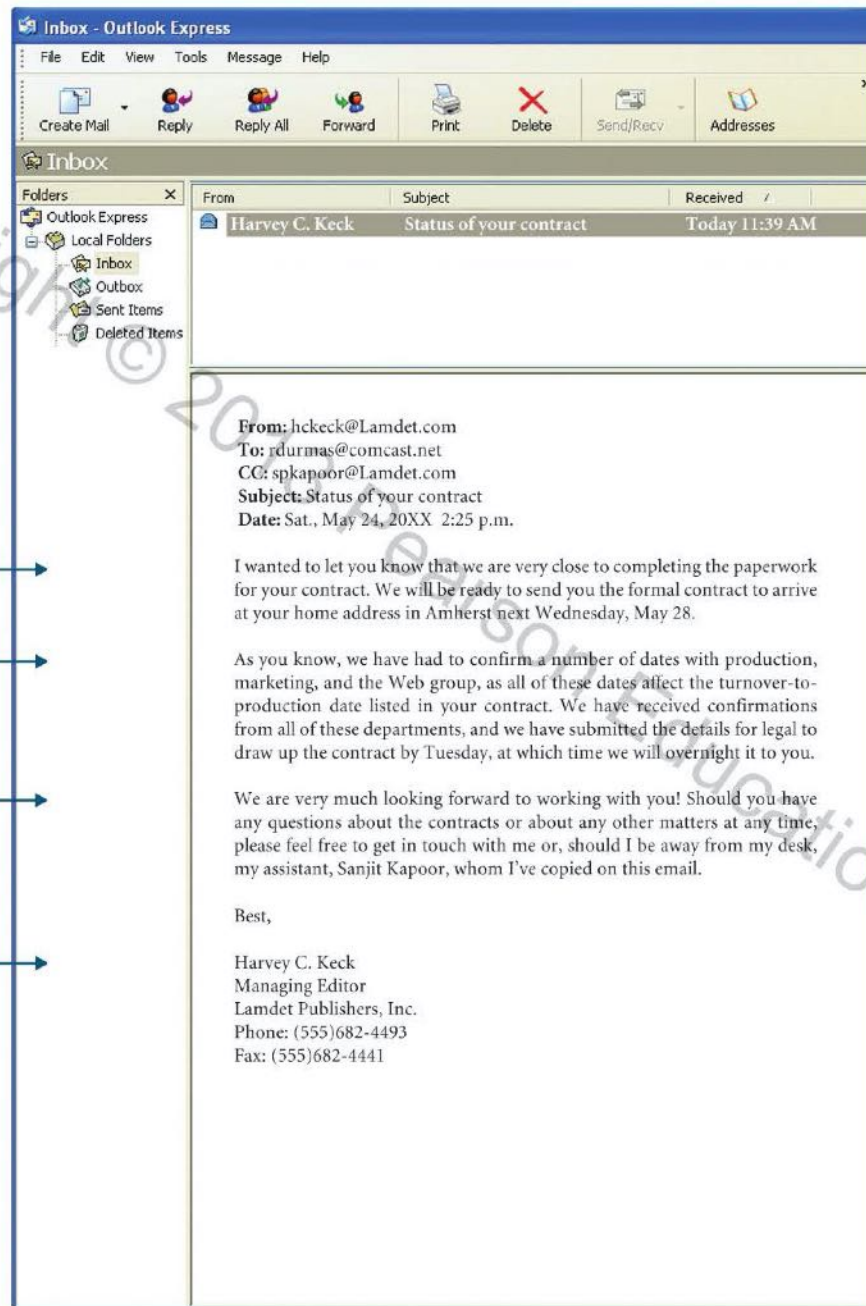 Inbox - Outlook Express
File Edit View Tools Message Help
Create Mail Reply Reply All Forward Print Delete Send/Recv Addresses
Inbox
Folders X
Outlook Express
Local Folders
Inbox
Outbox
Sent Items
Deleted Items
From Subject Received
Harvey C. Keck Status of your contract Today 11:39 AM
From: hckeck@Lamdet.com
To: rdurmas@comcast.net
CC: spkapoor@Lamdet.com
Subject: Status of your contract
Date: Sat., May 24, 20XX 2:25 p.m.
I wanted to let you know that we are very close to completing the paperwork
for your contract. We will be ready to send you the formal contract to arrive
at your home address in Amherst next Wednesday, May 28.
As you know, we have had to confirm a number of dates with production,
marketing, and the Web group, as all of these dates affect the turnover-to-
production date listed in your contract. We have received confirmations
from all of these departments, and we have submitted the details for legal to
draw up the contract by Tuesday, at which time we will overnight it to you.
We are very much looking forward to working with you! Should you have
any questions about the contracts or about any other matters at any time,
please feel free to get in touch with me or, should I be away from my desk,
my assistant, Sanjit Kapoor, whom I've copied on this email.
Best,
Harvey C. Keck
Managing Editor
Lamdet Publishers, Inc.
Phone: (555)682-4493
Fax: (555)682-4441
ight © 2013 Pearson Educatio